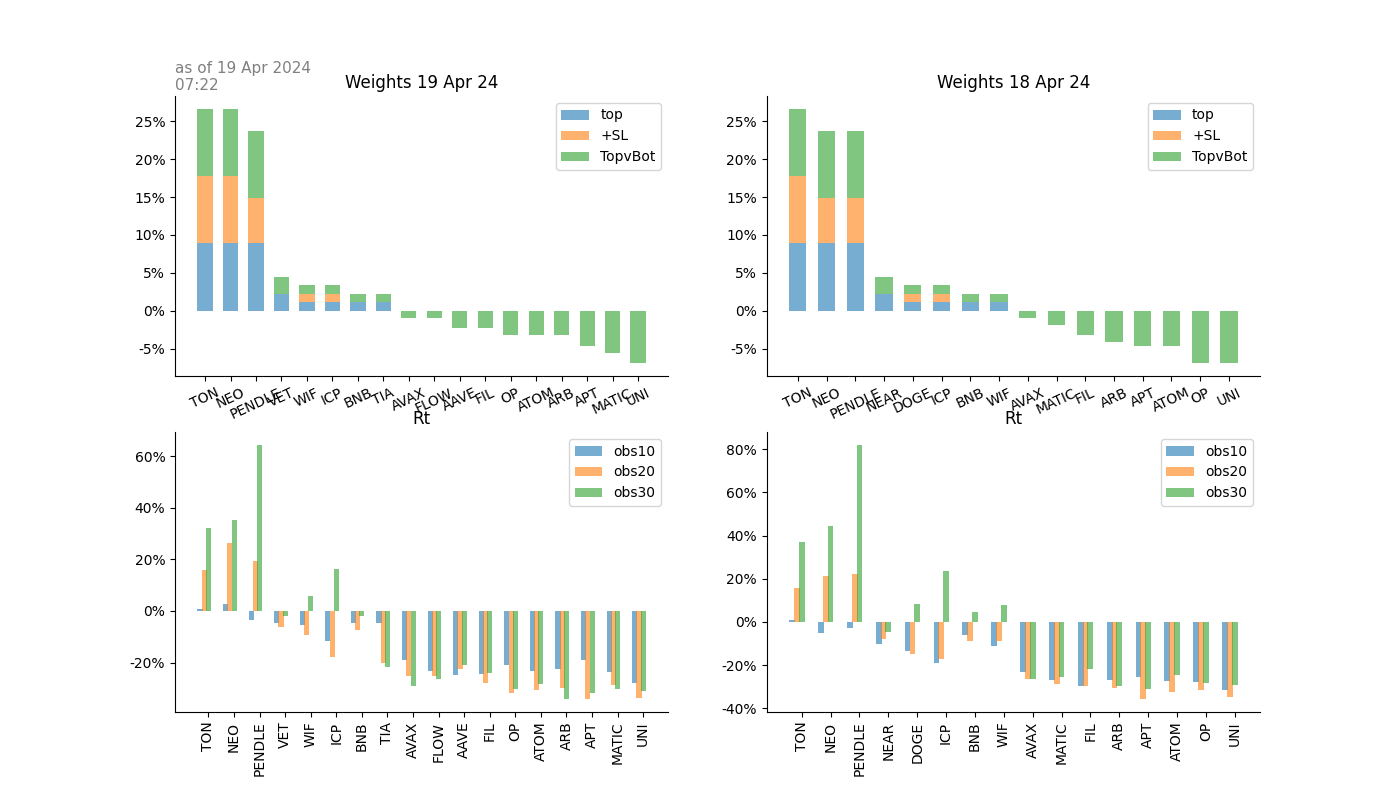 as of 19 Apr 2024
07:22
Weights 19 Apr 24
25%
20%
15%
10%
5%
0%
-5%
top
+SL
TopvBot
TON NEO PENDLE VET WIF ICP BNB TIA AVAX FLOW AAVE FIL OP ATOM ARB APT MATIC UNI
Weights 18 Apr 24
25%
20%
15%
10%
5%
0%
-5%
top
+SL
TopvBot
TON NEO PENDLE NEAR DOGE ICP BNB WIF AVAX MATIC FIL ARB APT ATOM OP UNI
Rt
60%
40%
20%
0%
-20%
obs10
obs20
obs30
TON NEO PENDLE VET WIF ICP BNB TIA AVAX FLOW AAVE FIL OP ATOM ARB APT MATIC UNI
Rt
80%
60%
40%
20%
0%
-20%
-40%
obs10
obs20
obs30
TON NEO PENDLE NEAR DOGE ICP BNB WIF AVAX MATIC FIL ARB APT ATOM OP UNI